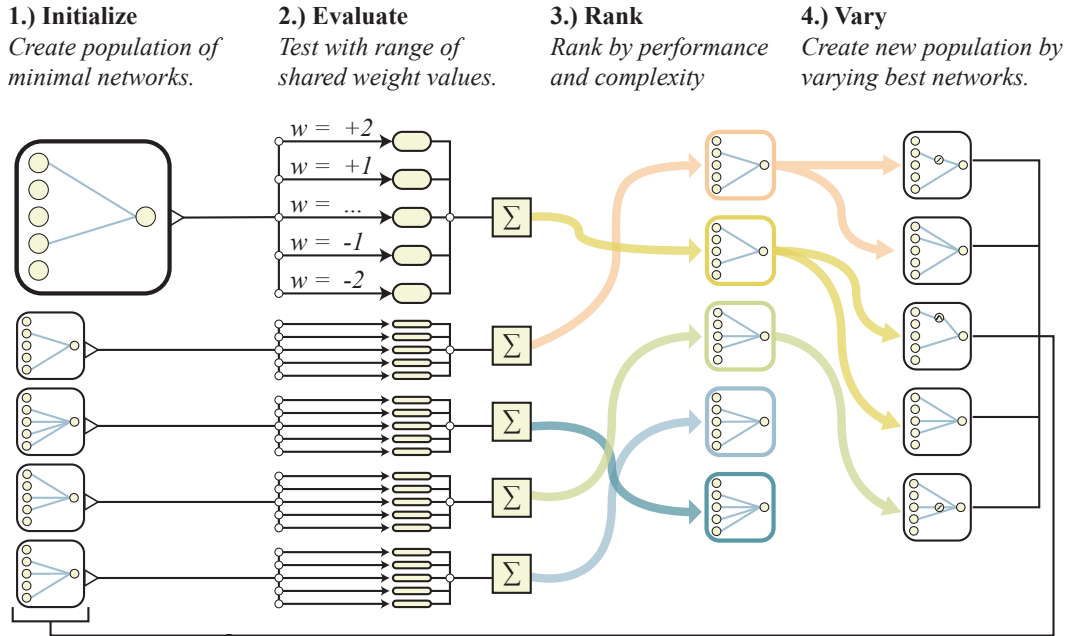 1.) Initialize
Create population of
minimal networks.
2.) Evaluate
Test with range of
shared weight values.
3.) Rank
Rank by performance
and complexity
4.) Vary
Create new population by
varying best networks.
w = +2
w = +1
w = ...
w = -1
w = -2
Σ
Σ
Σ
Σ
Σ